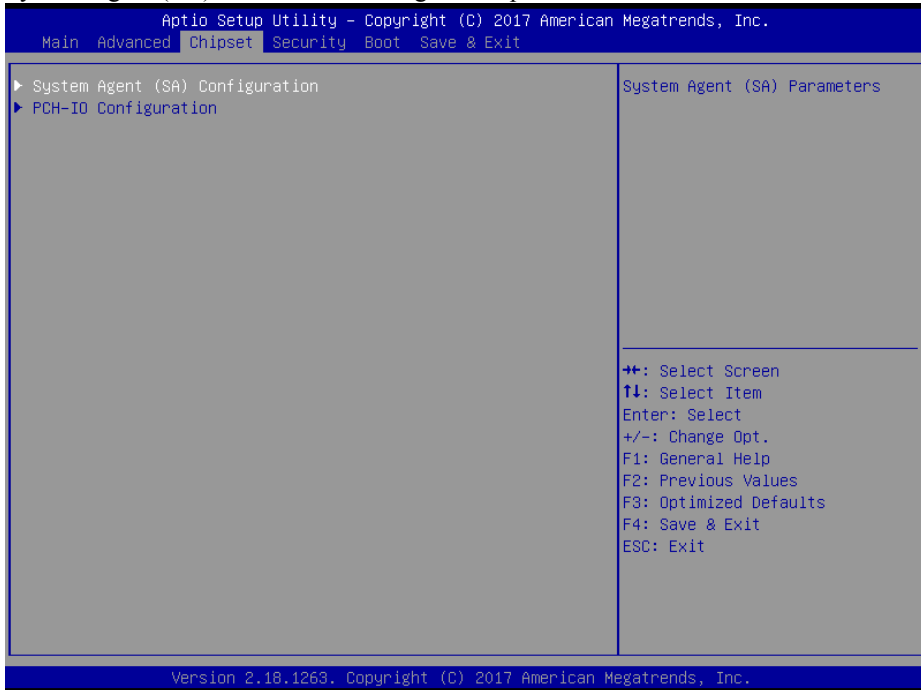 Aptio Setup Utility – Copyright (C) 2017 American Megatrends, Inc.
Main Advanced Chipset Security Boot Save & Exit
▶ System Agent (SA) Configuration
▶ PCH-IO Configuration
System Agent (SA) Parameters
→←: Select Screen
↑↓: Select Item
Enter: Select
+/-: Change Opt.
F1: General Help
F2: Previous Values
F3: Optimized Defaults
F4: Save & Exit
ESC: Exit
Version 2.18.1263. Copyright (C) 2017 American Megatrends, Inc.